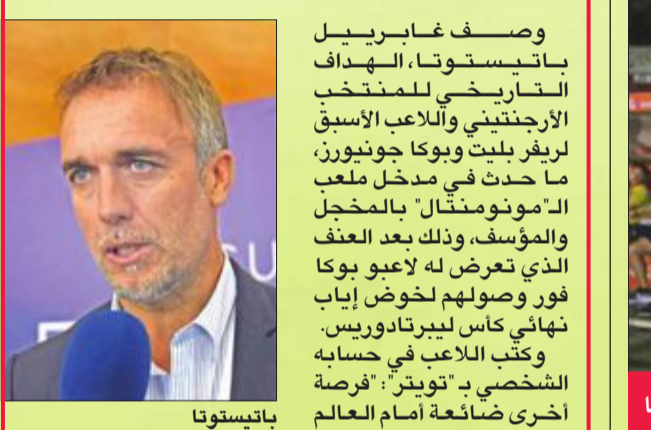 وصف غابرييل
باتيستوتا، الهداف
التاريخي للمنتخب
الأرجنتيني واللاعب الأسبق
لريفر بليت وبوكا جونيورز،
ما حدث في مدخل ملعب
الـ"مونومنتال" بالمخجل
والمؤسف، وذلك بعد العنف
الذي تعرض له لاعبو بوكا
فور وصولهم لخوض إياب
نهائي كأس ليبرتادوريس.
وكتب اللاعب في حسابه
الشخصي بـ "تويتر": "فرصة
أخرى ضائعة أمام العالم
باتيستوتا